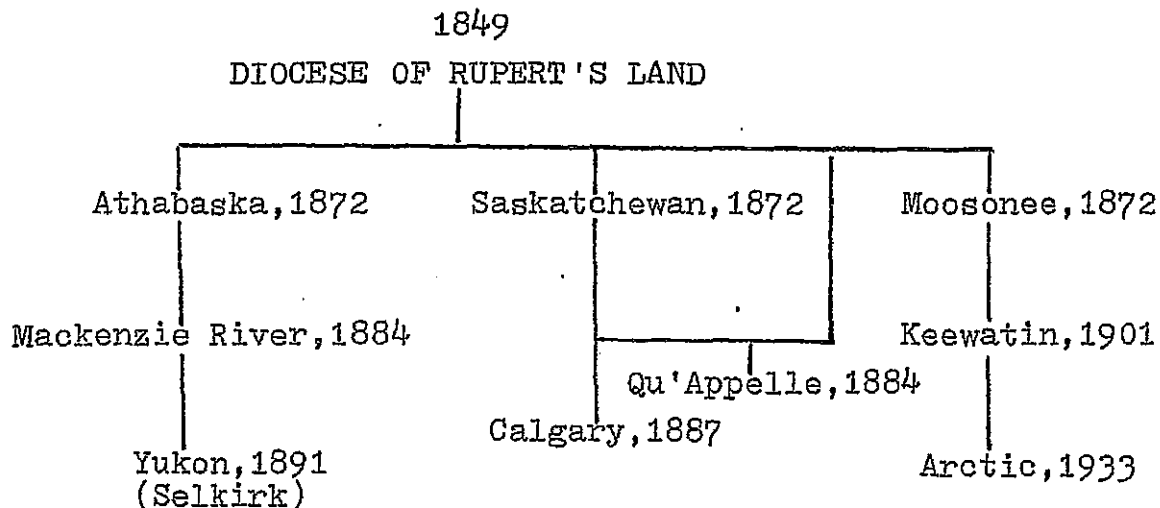 1849
DIOCESE OF RUPERT'S LAND
Athabaska,1872 Saskatchewan,1872 Moosonee,1872
Mackenzie River,1884 Keewatin,1901
Qu'Appelle,1884
Calgary,1887
Yukon,1891 Arctic,1933
(Selkirk)